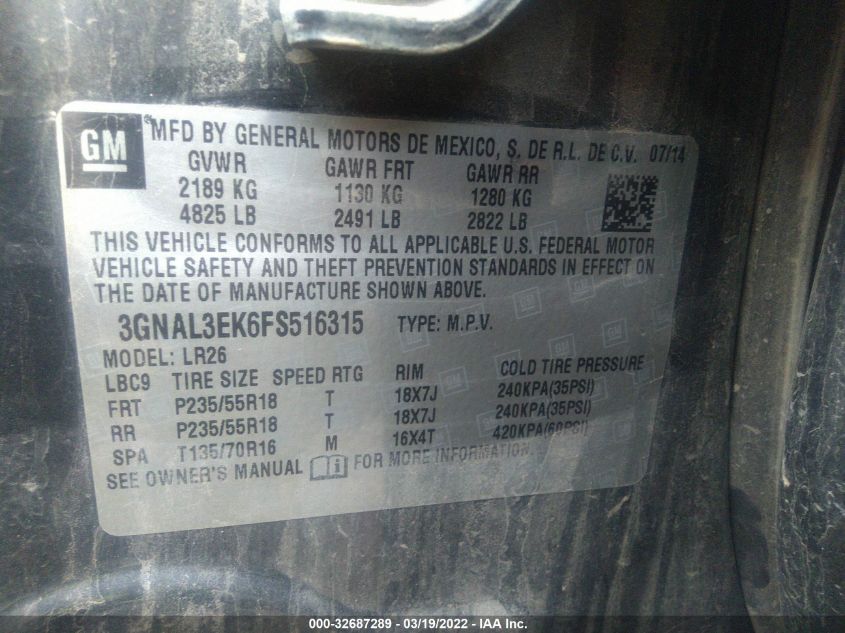 GM
MFD BY GENERAL MOTORS DE MEXICO, S. DE R.L. DE C.V. 07/14
GVWR GAWR FRT GAWR RR
2189 KG 1130 KG 1280 KG
4825 LB 2491 LB 2822 LB
THIS VEHICLE CONFORMS TO ALL APPLICABLE U.S. FEDERAL MOTOR
VEHICLE SAFETY AND THEFT PREVENTION STANDARDS IN EFFECT ON
THE DATE OF MANUFACTURE SHOWN ABOVE.
3GNAL3EK6FS516315 TYPE: M.P.V.
MODEL: LR26
LBC9 TIRE SIZE SPEED RTG RIM COLD TIRE PRESSURE
FRT P235/55R18 T 18X7J 240KPA(35PSI)
RR P235/55R18 T 18X7J 240KPA(35PSI)
SPA T135/70R16 M 16X4T 420KPA(60PSI)
SEE OWNER'S MANUAL FOR MORE INFORMATION.
000-32687289 - 03/19/2022 - IAA Inc.